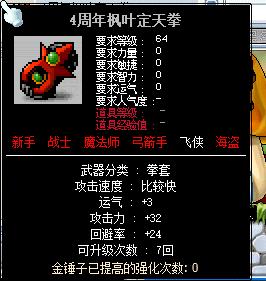 4周年枫叶定天拳
要求等级： 64
要求力量： 0
要求敏捷： 0
要求智力： 0
要求运气： 0
要求人气度： -
道具等级： -
道具经验值： -
新手 战士 魔法师 弓箭手 飞侠 海盗
武器分类 ： 拳套
攻击速度 ： 比较快
运气 ： +3
攻击力 ： +32
回避率 ： +24
可升级次数 ： 7回
金锤子已提高的强化次数: 0